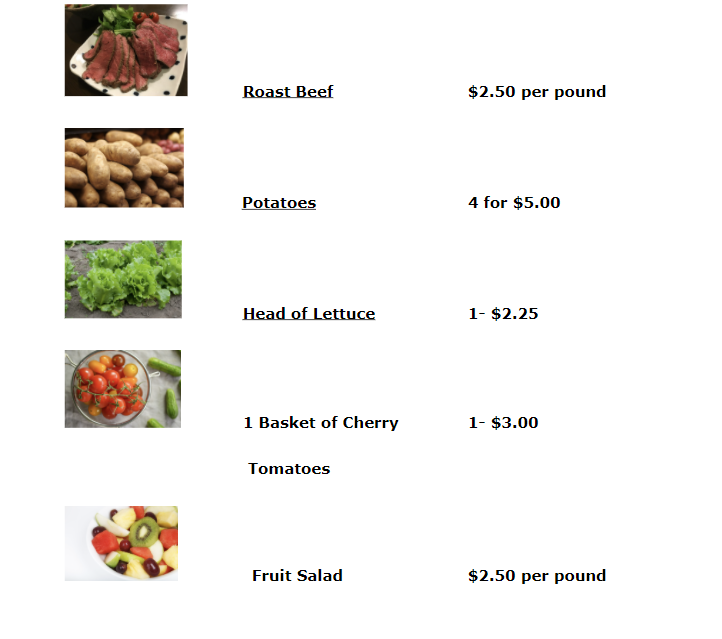 Roast Beef $2.50 per pound
Potatoes 4 for $5.00
Head of Lettuce 1- $2.25
1 Basket of Cherry 1- $3.00
Tomatoes
Fruit Salad $2.50 per pound